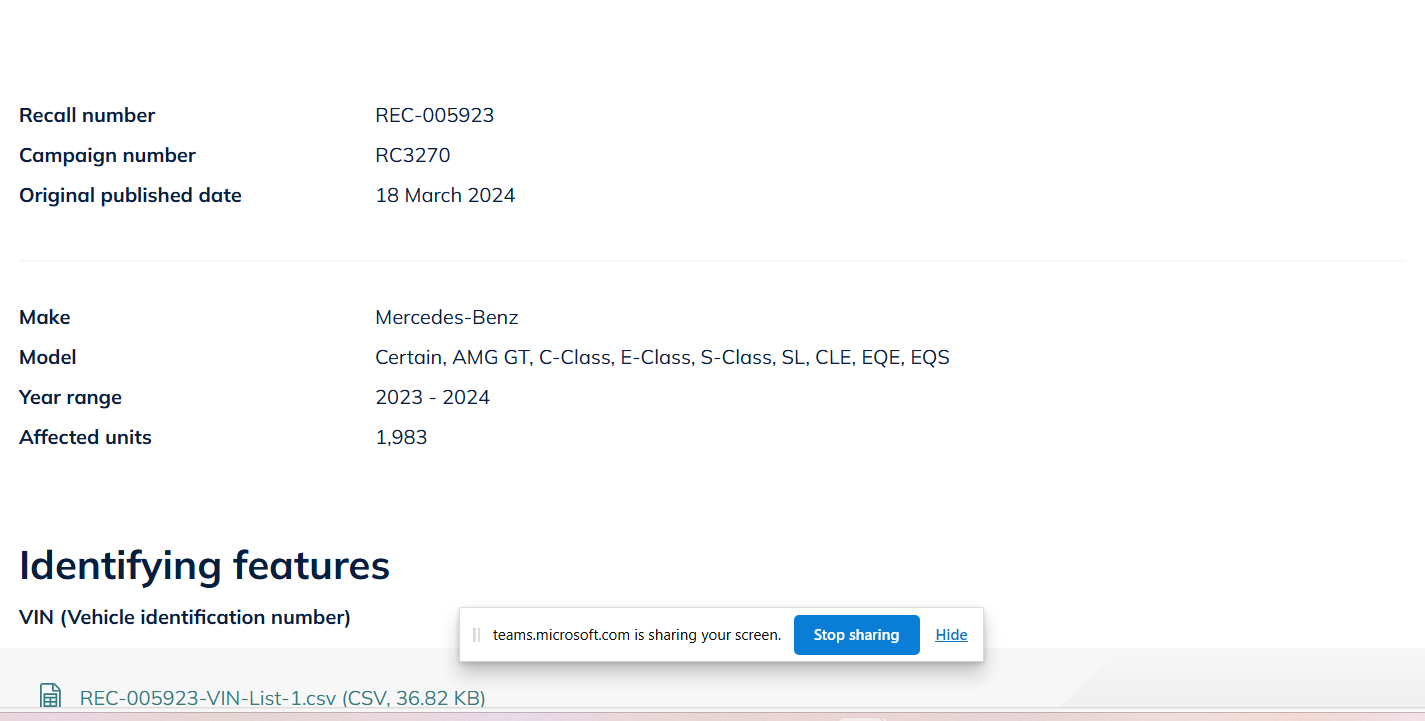 Recall number REC-005923
Campaign number RC3270
Original published date 18 March 2024
Make Mercedes-Benz
Model Certain, AMG GT, C-Class, E-Class, S-Class, SL, CLE, EQE, EQS
Year range 2023 - 2024
Affected units 1,983
Identifying features
VIN (Vehicle identification number)
teams.microsoft.com is sharing your screen. Stop sharing Hide
REC-005923-VIN-List-1.csv (CSV, 36.82 KB)